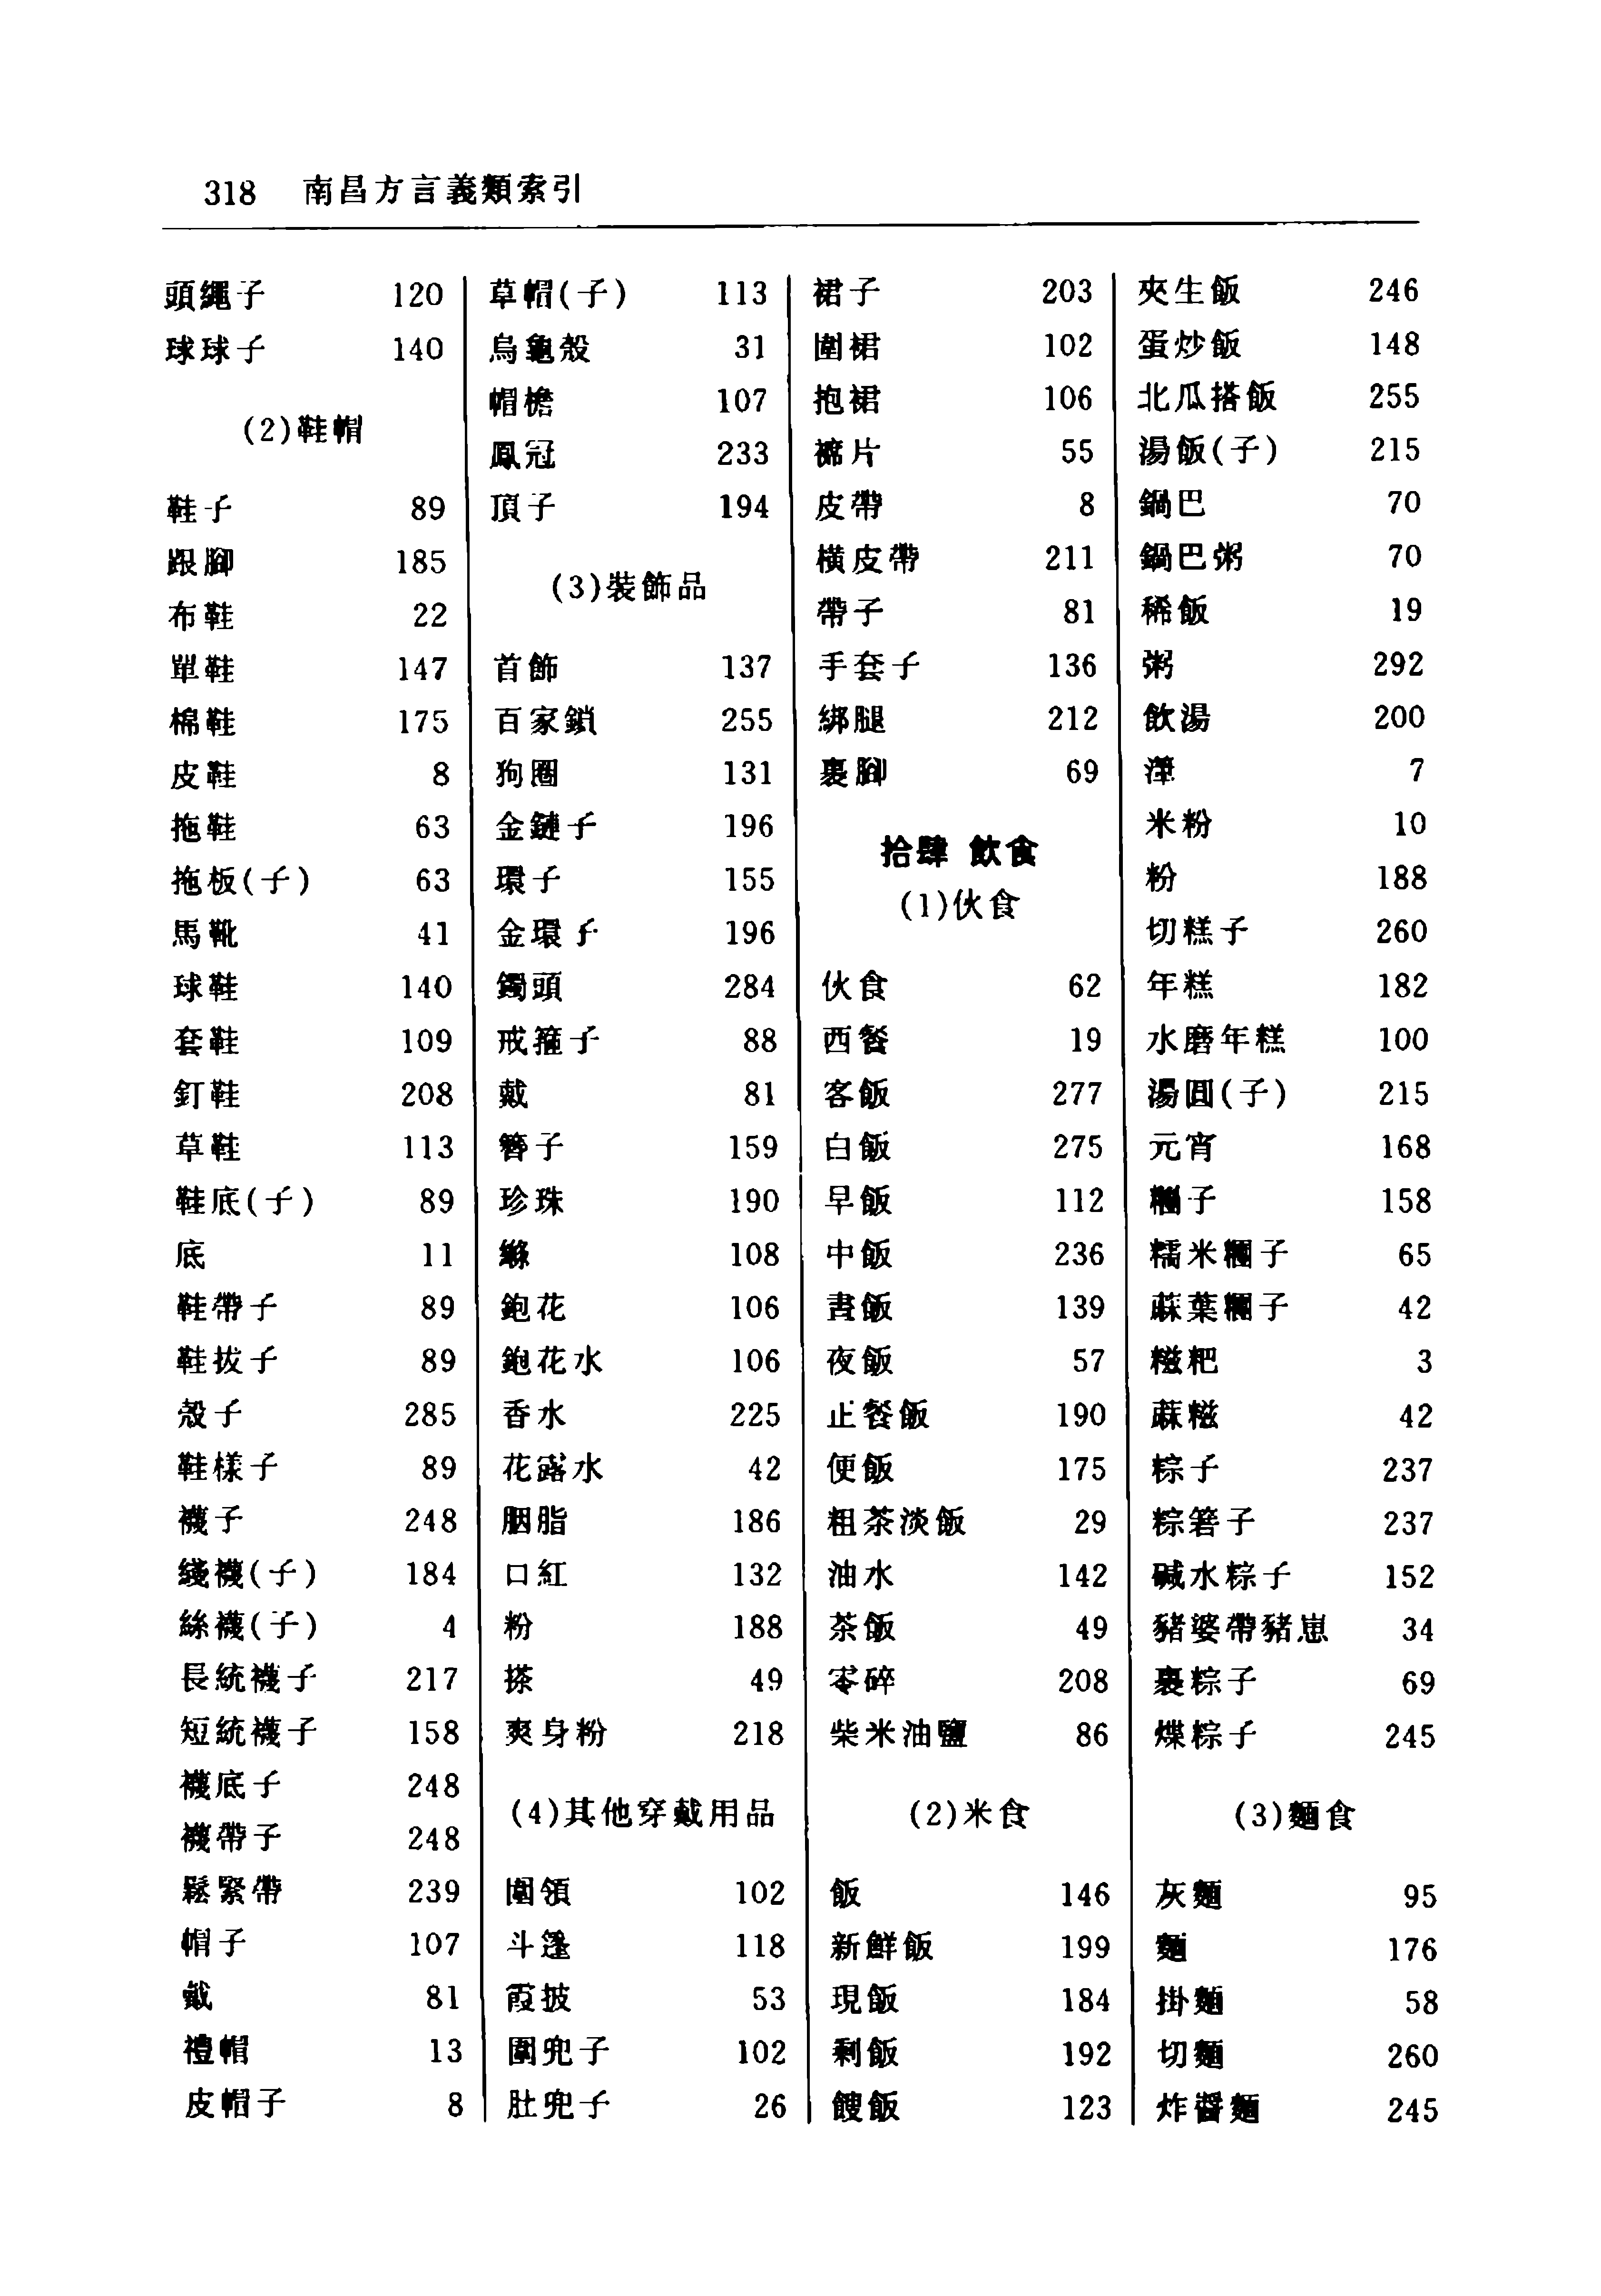 318 南昌方言義類索引
頭繩子 120
球球子 140
(2)鞋帽
鞋子 89
跟腳 185
布鞋 22
單鞋 147
棉鞋 175
皮鞋 8
拖鞋 63
拖板(子) 63
馬靴 41
球鞋 140
套鞋 109
釘鞋 208
草鞋 113
鞋底(子) 89
底 11
鞋帶子 89
鞋拔子 89
殼子 285
鞋樣子 89
襪子 248
綫襪(子) 184
絲襪(子) 4
長統襪子 217
短統襪子 158
襪底子 248
襪帶子 248
鬆緊帶 239
帽子 107
戴 81
禮帽 13
皮帽子 8
草帽(子) 113
烏龜殼 31
帽檐 107
鳳冠 233
頂子 194
(3)裝飾品
首飾 137
百家鎖 255
狗圈 131
金鏈子 196
環子 155
金環子 196
鐲頭 284
戒箍子 88
戴 81
簪子 159
珍珠 190
108
鉋花 106
鉋花水 106
香水 225
花露水 42
胭脂 186
口紅 132
粉 188
搽 49
爽身粉 218
(4)其他穿戴用品
圍領 102
斗篷 118
霞披 53
圍兜子 102
肚兜子 26
裙子 203
圍裙 102
抱裙 106
片 55
皮帶 8
橫皮帶 211
帶子 81
手套子 136
綁腿 212
裹腳 69
拾肆 飲食
(1)伙食
伙食 62
西餐 19
客飯 277
白飯 275
早飯 112
中飯 236
晝飯 139
夜飯 57
正餐飯 190
便飯 175
粗茶淡飯 29
油水 142
茶飯 49
零碎 208
柴米油鹽 86
(2)米食
飯 146
新鮮飯 199
現飯 184
剩飯 192
餿飯 123
夾生飯 246
蛋炒飯 148
北瓜搭飯 255
湯飯(子) 215
鍋巴 70
鍋巴粥 70
稀飯 19
粥 292
飲湯 200
潷 7
米粉 10
粉 188
切糕子 260
年糕 182
水磨年糕 100
湯圓(子) 215
元宵 168
糰子 158
糯米糰子 65
蔴葉糰子 42
糍粑 3
蔴糍 42
粽子 237
粽箬子 237
碱水粽子 152
豬婆帶豬崽 34
裹粽子 69
煠粽子 245
(3)麵食
灰麵 95
麵 176
掛麵 58
切麵 260
炸醬麵 245